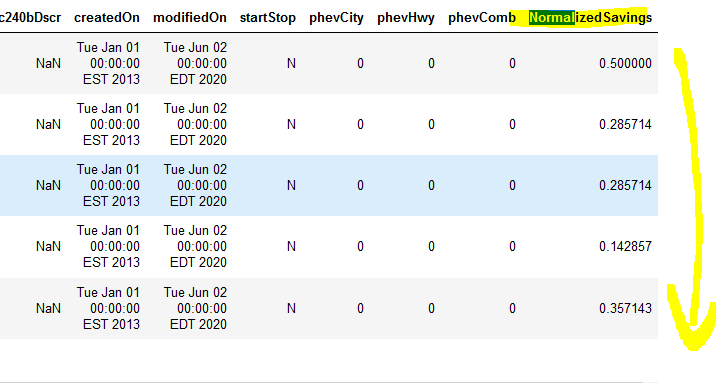 c240bDscr createdOn modifiedOn startStop phevCity phevHwy phevComb NormalizedSavings
Tue Jan 01 Tue Jun 02
NaN 00:00:00 00:00:00 N 0 0 0 0.500000
EST 2013 EDT 2020
Tue Jan 01 Tue Jun 02
NaN 00:00:00 00:00:00 N 0 0 0 0.285714
EST 2013 EDT 2020
Tue Jan 01 Tue Jun 02
NaN 00:00:00 00:00:00 N 0 0 0 0.285714
EST 2013 EDT 2020
Tue Jan 01 Tue Jun 02
NaN 00:00:00 00:00:00 N 0 0 0 0.142857
EST 2013 EDT 2020
Tue Jan 01 Tue Jun 02
NaN 00:00:00 00:00:00 N 0 0 0 0.357143
EST 2013 EDT 2020